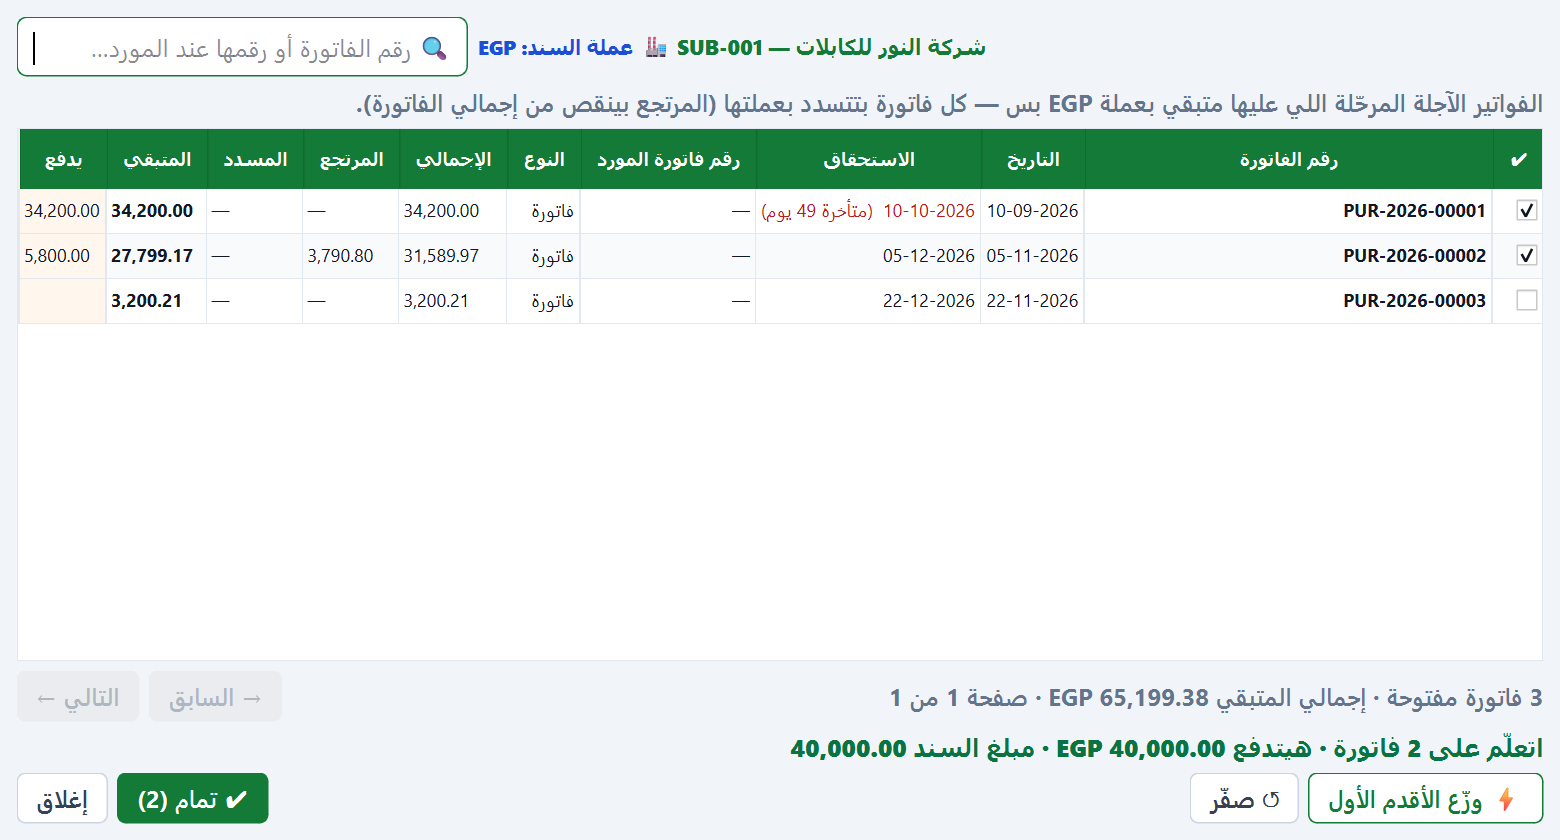 شركة النور للكابلات — SUB-001 عملة السند: EGP رقم الفاتورة أو رقمها عند المورد...
الفواتير الآجلة المرحّلة اللي عليها متبقي بعملة EGP بس — كل فاتورة بتتسدد بعملتها (المرتجع بينقص من إجمالي الفاتورة).
✔ رقم الفاتورة التاريخ الاستحقاق رقم فاتورة المورد النوع الإجمالي المرتجع المسدد المتبقي يدفع
PUR-2026-00001 10-09-2026 10-10-2026 (متأخرة 49 يوم) — فاتورة 34,200.00 — — 34,200.00 34,200.00
PUR-2026-00002 05-11-2026 05-12-2026 — فاتورة 31,589.97 3,790.80 — 27,799.17 5,800.00
PUR-2026-00003 22-11-2026 22-12-2026 — فاتورة 3,200.21 — — 3,200.21
3 فاتورة مفتوحة · إجمالي المتبقي 65,199.38 EGP · صفحة 1 من 1 → السابق التالي ←
اتعلّم على 2 فاتورة · هيتدفع 40,000.00 EGP · مبلغ السند 40,000.00
وزّع الأقدم الأول ↺ صفّر ✔ تمام (2) إغلاق